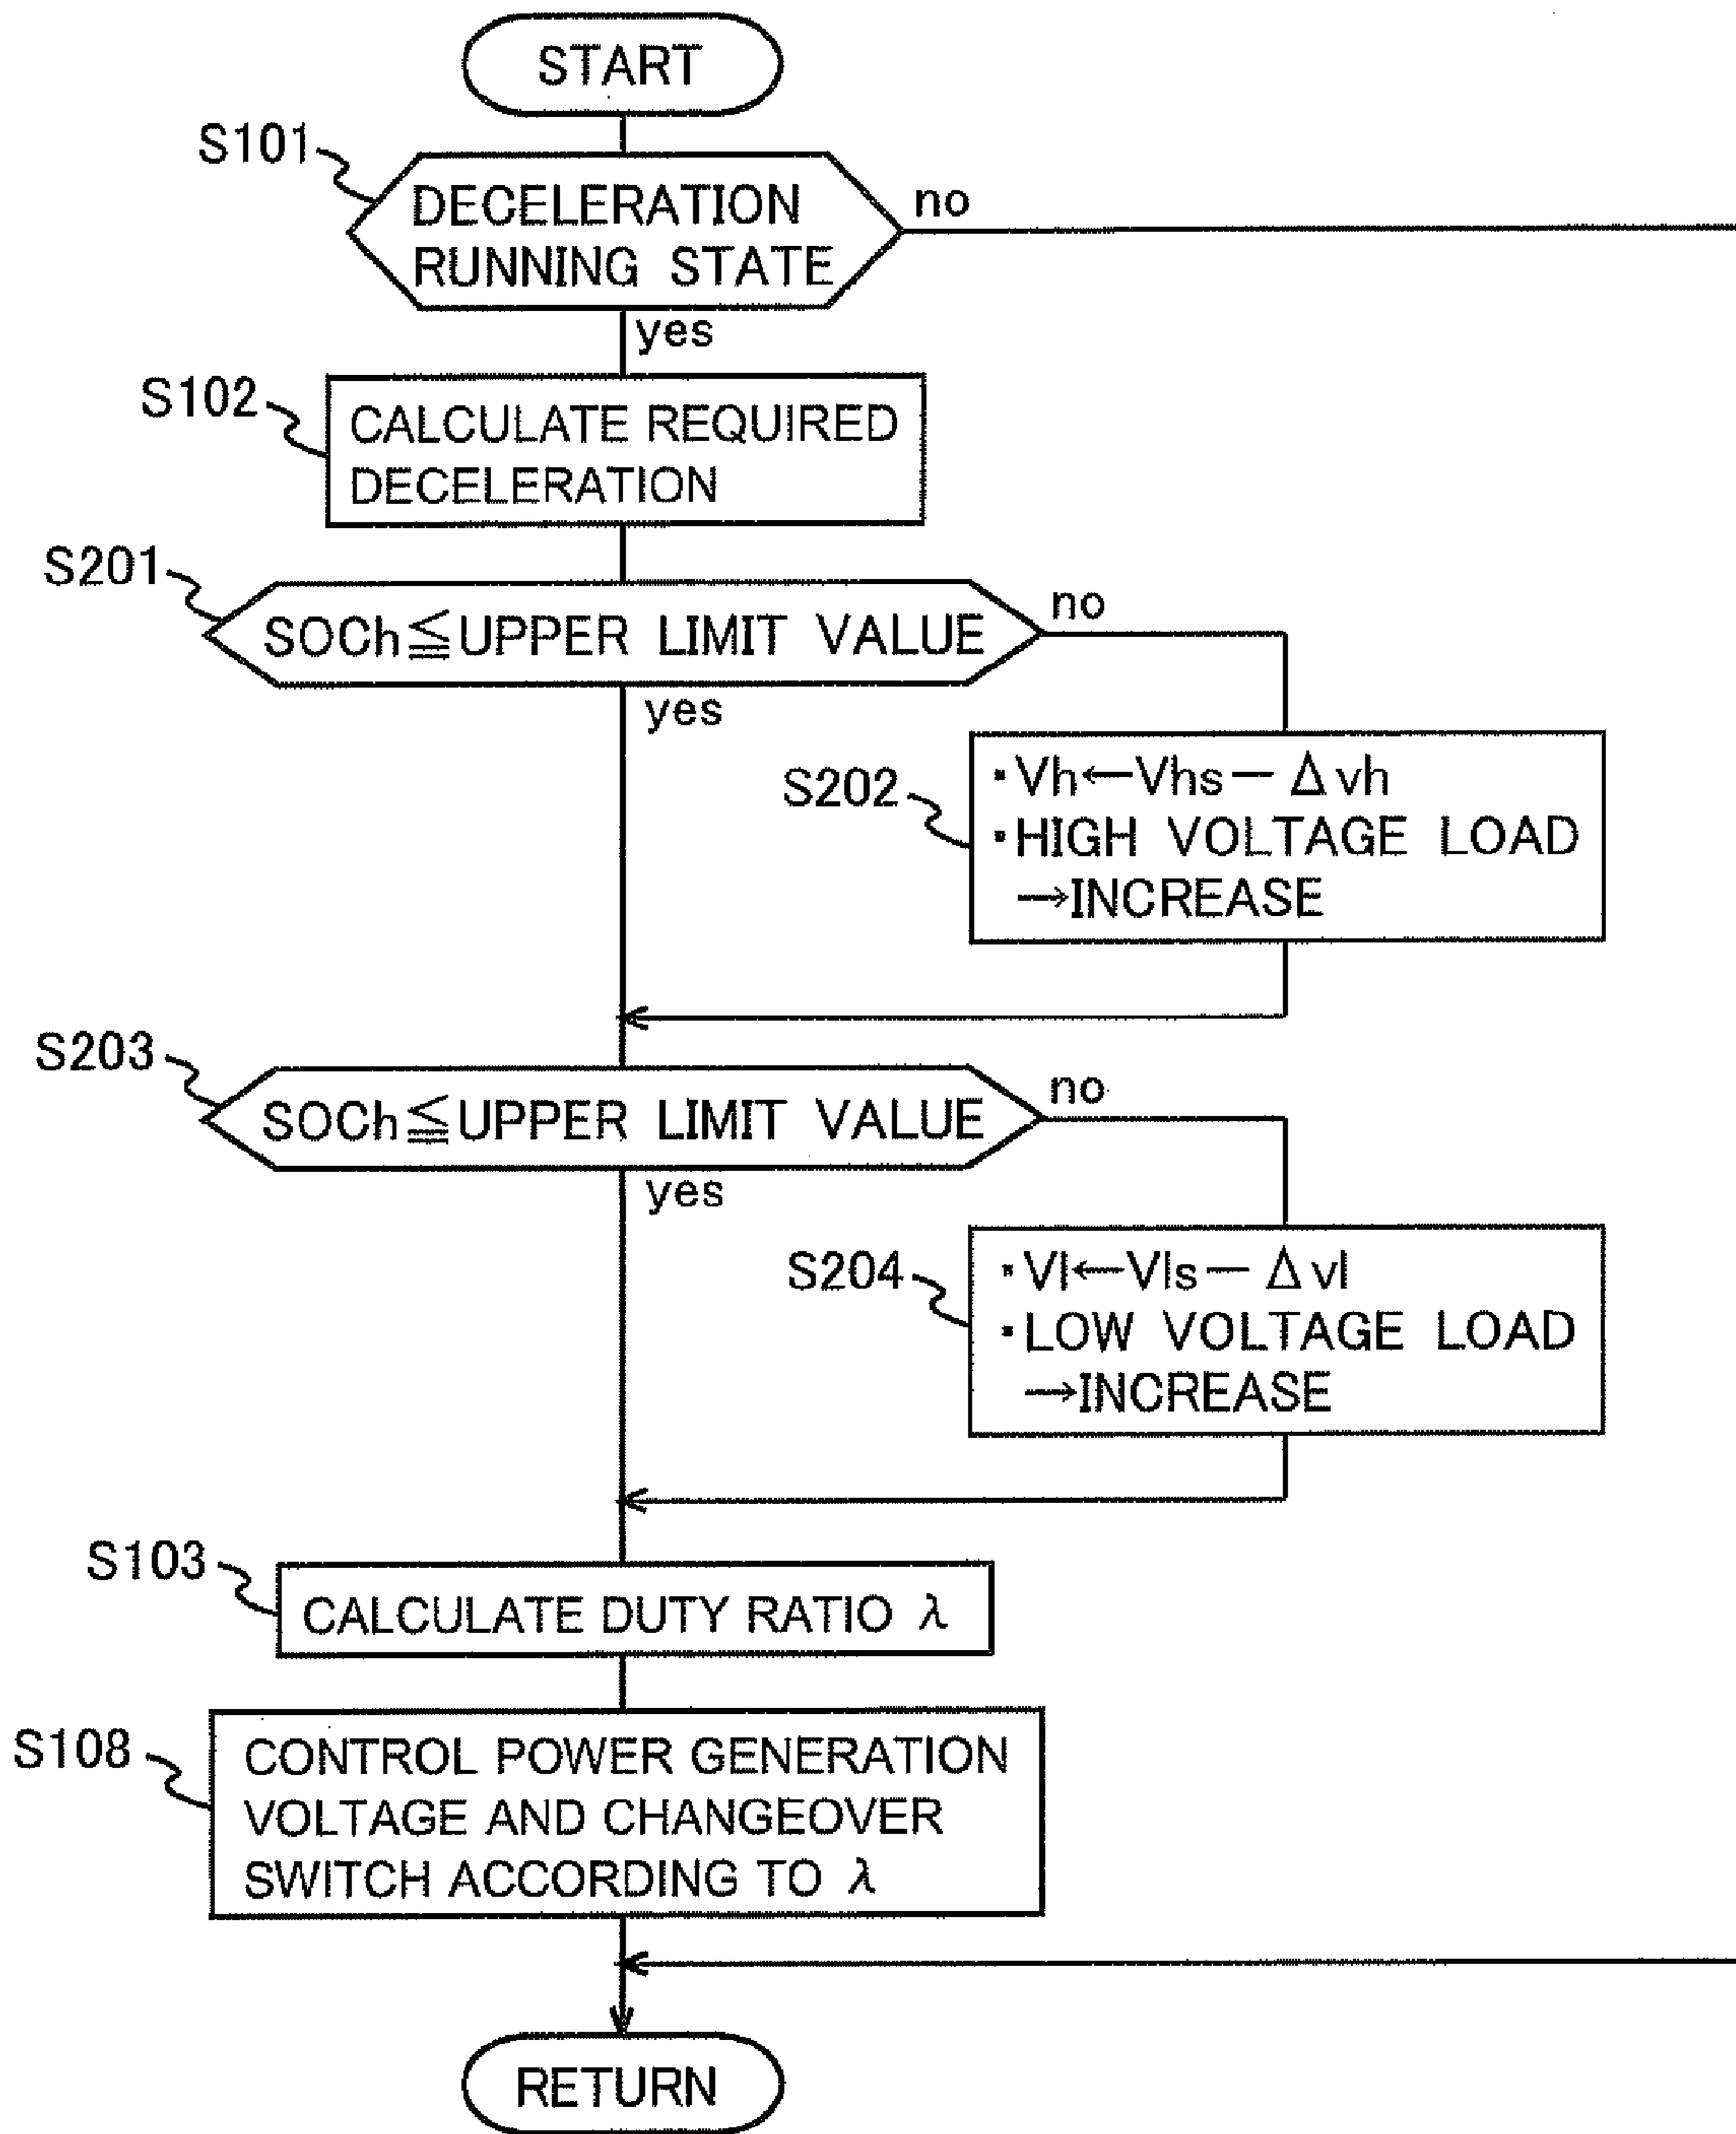 START
S101
DECELERATION
RUNNING STATE
no
yes
S102
CALCULATE REQUIRED
DECELERATION
S201
SOCh≦UPPER LIMIT VALUE
no
yes
S202
・Vh←Vhs－Δvh
・HIGH VOLTAGE LOAD
→INCREASE
S203
SOCh≦UPPER LIMIT VALUE
no
yes
S204
・Vl←Vls－Δvl
・LOW VOLTAGE LOAD
→INCREASE
S103
CALCULATE DUTY RATIO λ
S108
CONTROL POWER GENERATION
VOLTAGE AND CHANGEOVER
SWITCH ACCORDING TO λ
RETURN